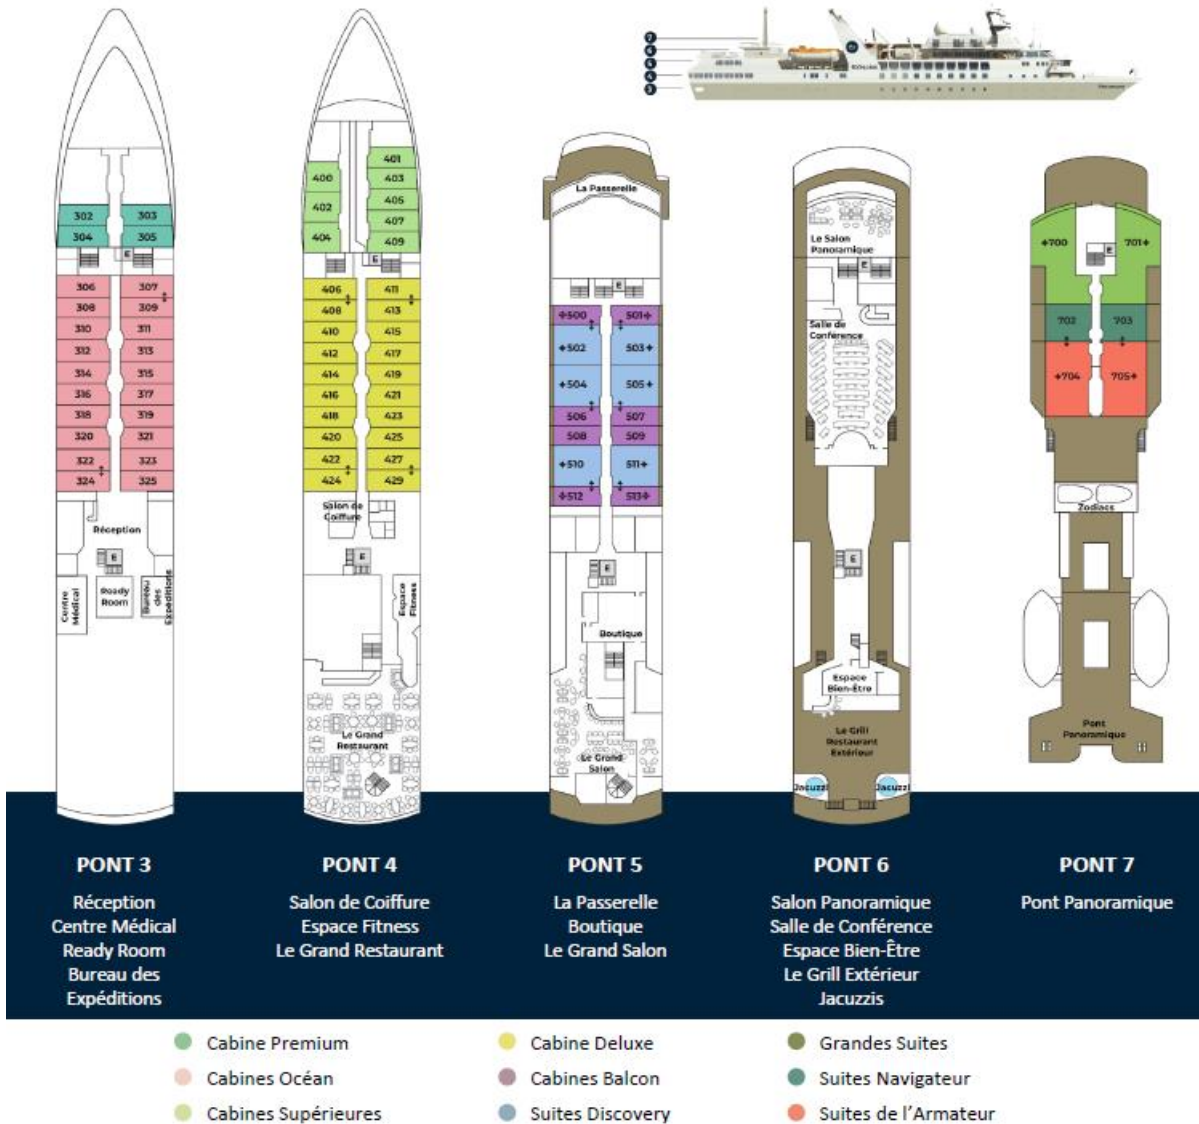 7
6
5
4
3
302 303
304 305
E
306 307
308 309
310 311
312 313
314 315
316 317
318 319
320 321
322 323
324 325
Réception
E
Centre
Médical
Ready
Room
Bureau
des
Expéditions
401
400 403
402 405
407
404 409
E
406 411
408 413
410 415
412 417
414 419
416 421
418 423
420 425
422 427
424 429
Salon de
Coiffure
E
Espace
Fitness
Le Grand
Restaurant
La Passerelle
E
+500 501+
+502 503+
+504 505+
506 507
508 509
+510 511+
+512 513+
E
Boutique
Le Grand
Salon
Le Salon
Panoramique
E
Salle de
Conférence
E
Espace
Bien-Être
Le Grill
Restaurant
Extérieur
Jacuzzi Jacuzzi
+700 701+
E
702 703
+704 705+
Zodiacs
Pont
Panoramique
PONT 3
Réception
Centre Médical
Ready Room
Bureau des
Expéditions
PONT 4
Salon de Coiffure
Espace Fitness
Le Grand Restaurant
PONT 5
La Passerelle
Boutique
Le Grand Salon
PONT 6
Salon Panoramique
Salle de Conférence
Espace Bien-Être
Le Grill Extérieur
Jacuzzis
PONT 7
Pont Panoramique
Cabine Premium
Cabines Océan
Cabines Supérieures
Cabine Deluxe
Cabines Balcon
Suites Discovery
Grandes Suites
Suites Navigateur
Suites de l'Armateur